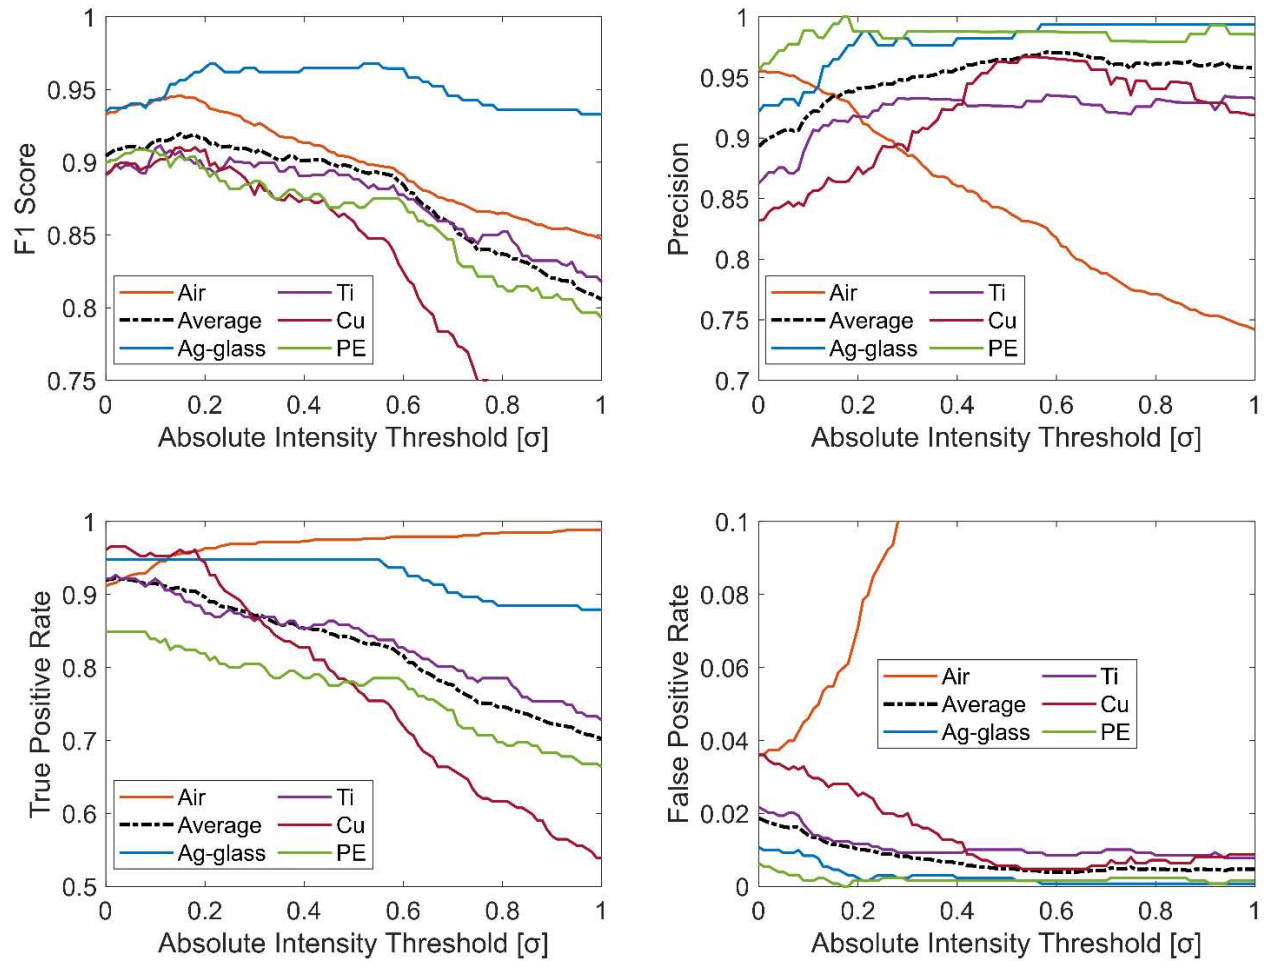 1
0.95
0.9
0.85
0.8
0.75
F1 Score
Air
Average
Ag-glass
Ti
Cu
PE
0 0.2 0.4 0.6 0.8 1
Absolute Intensity Threshold [σ]
1
0.95
0.9
0.85
0.8
0.75
0.7
Precision
Air
Average
Ag-glass
Ti
Cu
PE
0 0.2 0.4 0.6 0.8 1
Absolute Intensity Threshold [σ]
1
0.9
0.8
0.7
0.6
0.5
True Positive Rate
Air
Average
Ag-glass
Ti
Cu
PE
0 0.2 0.4 0.6 0.8 1
Absolute Intensity Threshold [σ]
0.1
0.08
0.06
0.04
0.02
0
False Positive Rate
Air
Average
Ag-glass
Ti
Cu
PE
0 0.2 0.4 0.6 0.8 1
Absolute Intensity Threshold [σ]